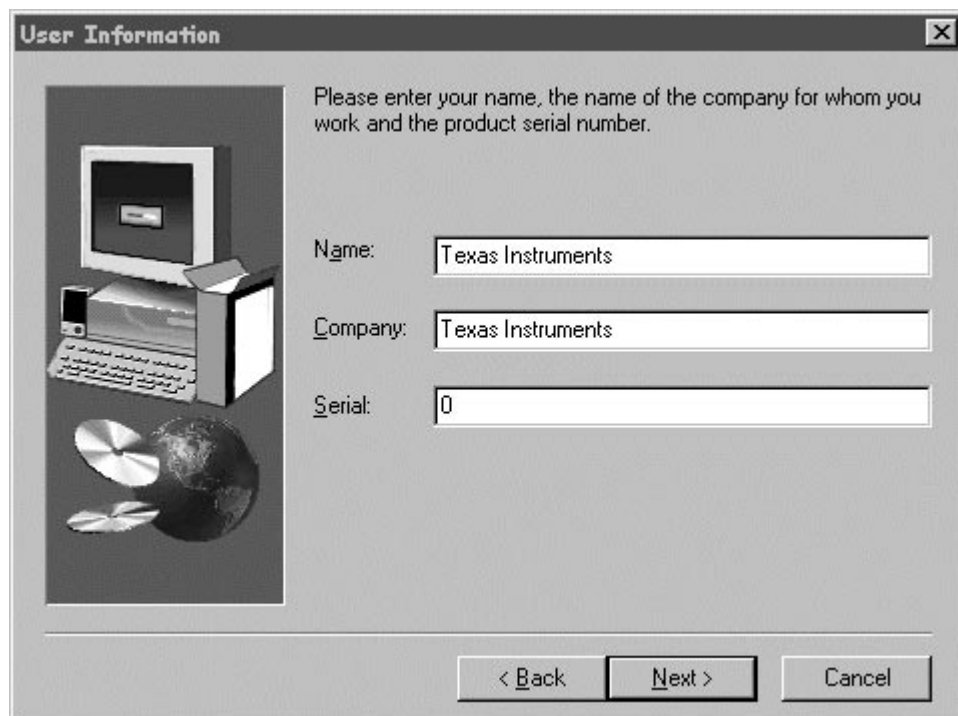 User Information
Please enter your name, the name of the company for whom you
work and the product serial number.
Name: Texas Instruments
Company: Texas Instruments
Serial: 0
< Back Next > Cancel